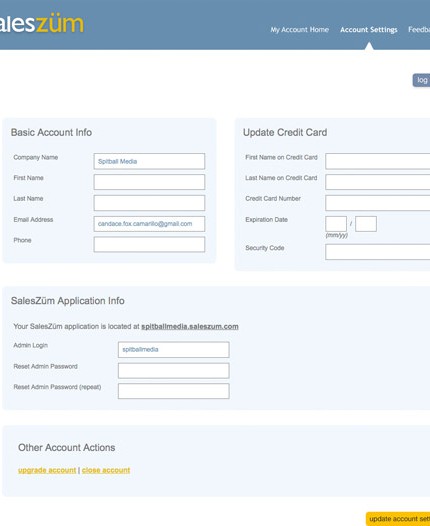 aleszüm
My Account Home Account Settings Feedba
log
Basic Account Info
Company Name Spitball Media
First Name
Last Name
Email Address candace.fox.camarillo@gmail.com
Phone
Update Credit Card
First Name on Credit Card
Last Name on Credit Card
Credit Card Number
Expiration Date /
(mm/yy)
Security Code
SalesZüm Application Info
Your SalesZüm application is located at spitballmedia.saleszum.com
Admin Login spitballmedia
Reset Admin Password
Reset Admin Password (repeat)
Other Account Actions
upgrade account | close account
update account sett